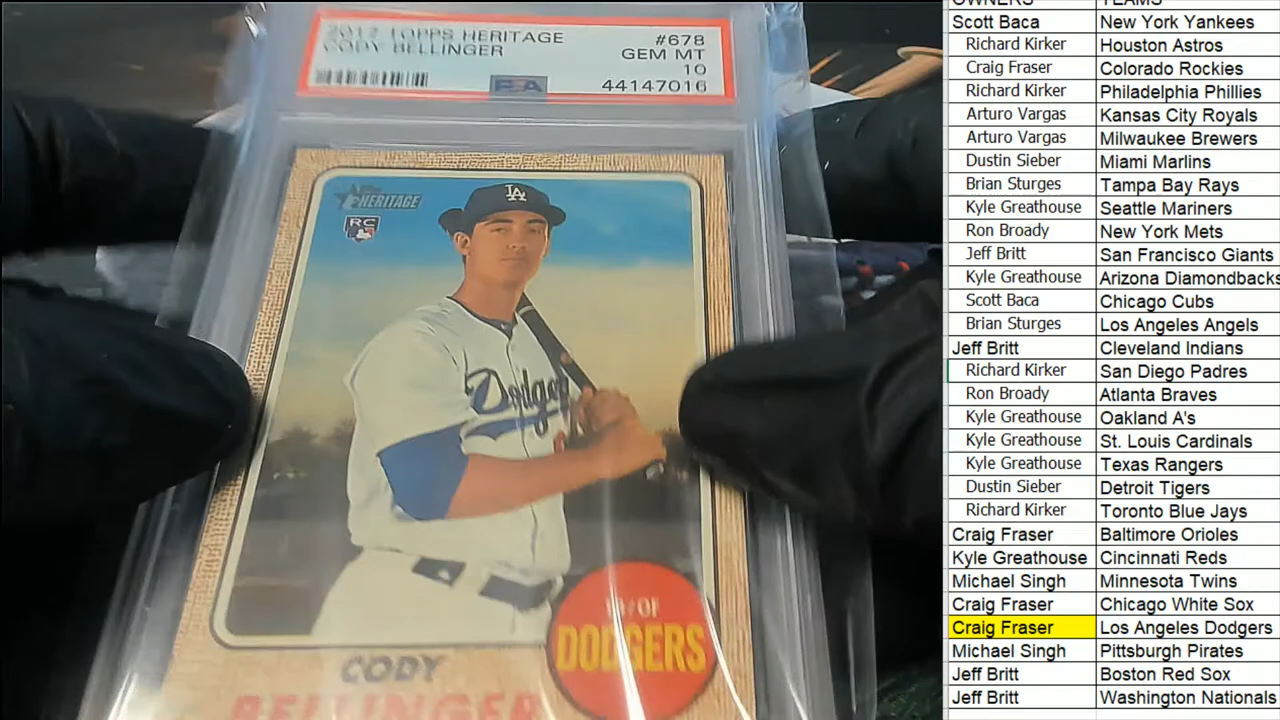 2017 TOPPS HERITAGE #678
CODY BELLINGER GEM MT
10
PSA 44147016
Topps
HERITAGE
RC
LA
Dodgers
1B/OF
DODGERS
CODY
BELLINGER
OWNERS TEAMS
Scott Baca New York Yankees
Richard Kirker Houston Astros
Craig Fraser Colorado Rockies
Richard Kirker Philadelphia Phillies
Arturo Vargas Kansas City Royals
Arturo Vargas Milwaukee Brewers
Dustin Sieber Miami Marlins
Brian Sturges Tampa Bay Rays
Kyle Greathouse Seattle Mariners
Ron Broady New York Mets
Jeff Britt San Francisco Giants
Kyle Greathouse Arizona Diamondbacks
Scott Baca Chicago Cubs
Brian Sturges Los Angeles Angels
Jeff Britt Cleveland Indians
Richard Kirker San Diego Padres
Ron Broady Atlanta Braves
Kyle Greathouse Oakland A's
Kyle Greathouse St. Louis Cardinals
Kyle Greathouse Texas Rangers
Dustin Sieber Detroit Tigers
Richard Kirker Toronto Blue Jays
Craig Fraser Baltimore Orioles
Kyle Greathouse Cincinnati Reds
Michael Singh Minnesota Twins
Craig Fraser Chicago White Sox
Craig Fraser Los Angeles Dodgers
Michael Singh Pittsburgh Pirates
Jeff Britt Boston Red Sox
Jeff Britt Washington Nationals